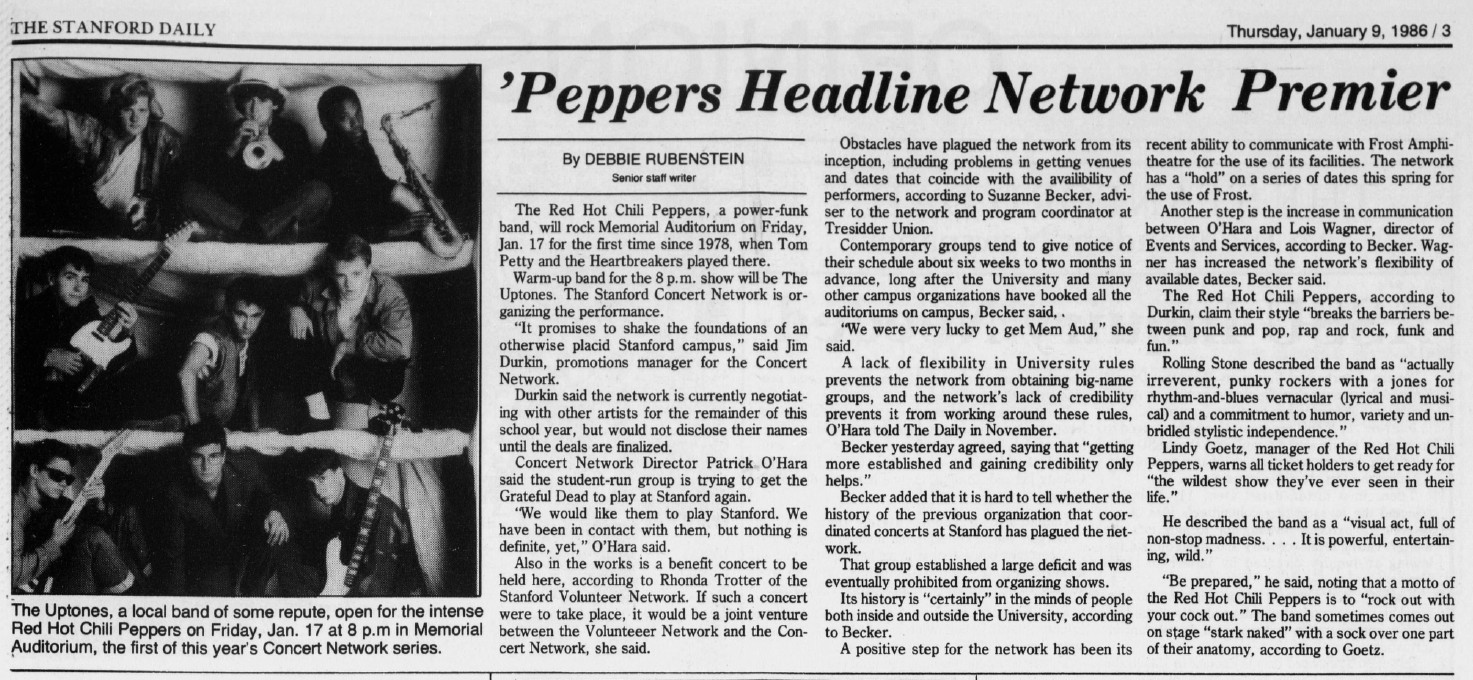 THE STANFORD DAILY
Thursday, January 9, 1986 / 3
'Peppers Headline Network Premier
By DEBBIE RUBENSTEIN
Senior staff writer
The Red Hot Chili Peppers, a power-funk
band, will rock Memorial Auditorium on Friday,
Jan. 17 for the first time since 1978, when Tom
Petty and the Heartbreakers played there.
Warm-up band for the 8 p.m. show will be The
Uptones. The Stanford Concert Network is or-
ganizing the performance.
"It promises to shake the foundations of an
otherwise placid Stanford campus," said Jim
Durkin, promotions manager for the Concert
Network.
Durkin said the network is currently negotiat-
ing with other artists for the remainder of this
school year, but would not disclose their names
until the deals are finalized.
Concert Network Director Patrick O'Hara
said the student-run group is trying to get the
Grateful Dead to play at Stanford again.
"We would like them to play Stanford. We
have been in contact with them, but nothing is
definite, yet," O'Hara said.
Also in the works is a benefit concert to be
held here, according to Rhonda Trotter of the
Stanford Volunteer Network. If such a concert
were to take place, it would be a joint venture
between the Volunteeer Network and the Con-
cert Network, she said.
Obstacles have plagued the network from its
inception, including problems in getting venues
and dates that coincide with the availibility of
performers, according to Suzanne Becker, advi-
ser to the network and program coordinator at
Tresidder Union.
Contemporary groups tend to give notice of
their schedule about six weeks to two months in
advance, long after the University and many
other campus organizations have booked all the
auditoriums on campus, Becker said, .
"We were very lucky to get Mem Aud," she
said.
A lack of flexibility in University rules
prevents the network from obtaining big-name
groups, and the network's lack of credibility
prevents it from working around these rules,
O'Hara told The Daily in November.
Becker yesterday agreed, saying that "getting
more established and gaining credibility only
helps."
Becker added that it is hard to tell whether the
history of the previous organization that coor-
dinated concerts at Stanford has plagued the net-
work.
That group established a large deficit and was
eventually prohibited from organizing shows.
Its history is "certainly" in the minds of people
both inside and outside the University, according
to Becker.
A positive step for the network has been its
recent ability to communicate with Frost Amphi-
theatre for the use of its facilities. The network
has a "hold" on a series of dates this spring for
the use of Frost.
Another step is the increase in communication
between O'Hara and Lois Wagner, director of
Events and Services, according to Becker. Wag-
ner has increased the network's flexibility of
available dates, Becker said.
The Red Hot Chili Peppers, according to
Durkin, claim their style "breaks the barriers be-
tween punk and pop, rap and rock, funk and
fun."
Rolling Stone described the band as "actually
irreverent, punky rockers with a jones for
rhythm-and-blues vernacular (lyrical and musi-
cal) and a commitment to humor, variety and un-
bridled stylistic independence."
Lindy Goetz, manager of the Red Hot Chili
Peppers, warns all ticket holders to get ready for
"the wildest show they've ever seen in their
life."
He described the band as a "visual act, full of
non-stop madness. . . . It is powerful, entertain-
ing, wild."
"Be prepared," he said, noting that a motto of
the Red Hot Chili Peppers is to "rock out with
your cock out." The band sometimes comes out
on stage "stark naked" with a sock over one part
of their anatomy, according to Goetz.
The Uptones, a local band of some repute, open for the intense
Red Hot Chili Peppers on Friday, Jan. 17 at 8 p.m in Memorial
Auditorium, the first of this year's Concert Network series.